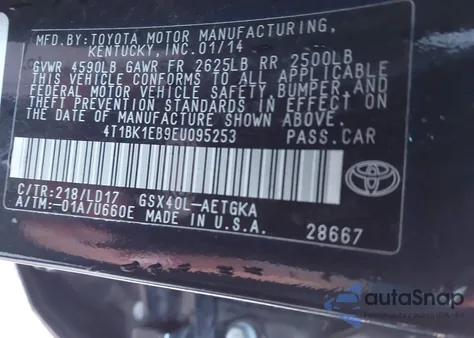 MFD.BY:TOYOTA MOTOR MANUFACTURING,
KENTUCKY,INC.01/14
GVWR 4590LB GAWR FR 2625LB RR 2500LB
THIS VEHICLE CONFORMS TO ALL APPLICABLE
FEDERAL MOTOR VEHICLE SAFETY,BUMPER,AND
THEFT PREVENTION STANDARDS IN EFFECT ON
THE DATE OF MANUFACTURE SHOWN ABOVE.
4T1BK1EB9EU095253 PASS.CAR
C/TR:218/LD17 GSX40L-AETGKA
A/TM:-01A/U660E MADE IN U.S.A.
28667
autaSnap